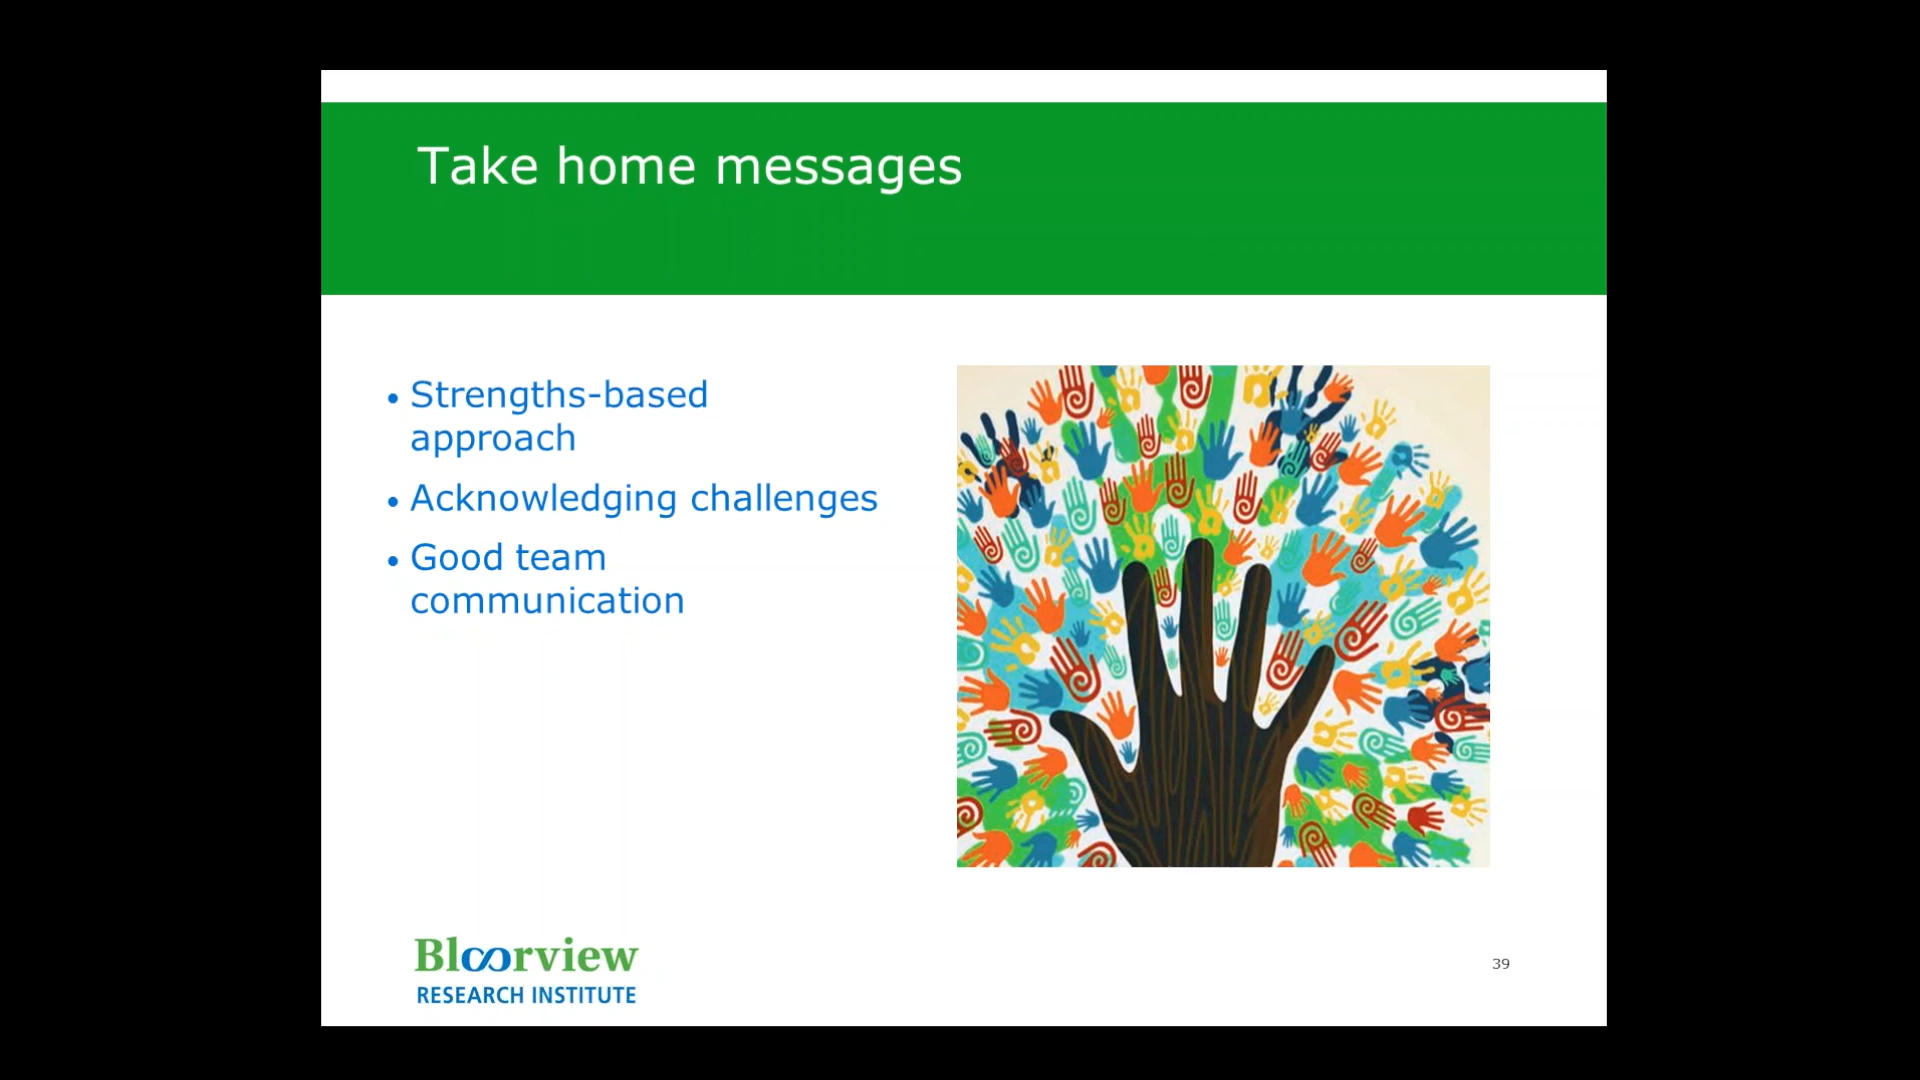 Take home messages
• Strengths-based
approach
• Acknowledging challenges
• Good team
communication
Bloorview
RESEARCH INSTITUTE
39